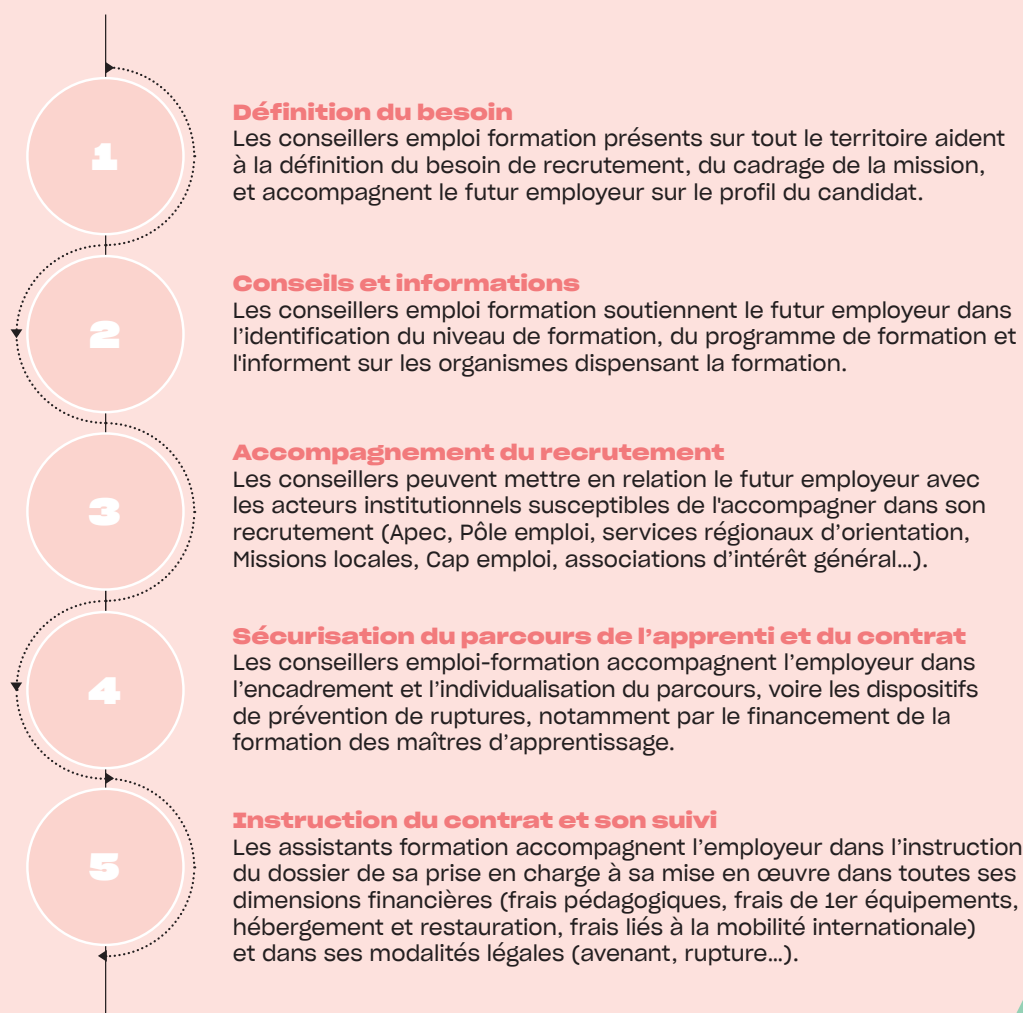 1
Définition du besoin
Les conseillers emploi formation présents sur tout le territoire aident
à la définition du besoin de recrutement, du cadrage de la mission,
et accompagnent le futur employeur sur le profil du candidat.
2
Conseils et informations
Les conseillers emploi formation soutiennent le futur employeur dans
l’identification du niveau de formation, du programme de formation et
l'informent sur les organismes dispensant la formation.
3
Accompagnement du recrutement
Les conseillers peuvent mettre en relation le futur employeur avec
les acteurs institutionnels susceptibles de l'accompagner dans son
recrutement (Apec, Pôle emploi, services régionaux d’orientation,
Missions locales, Cap emploi, associations d’intérêt général…).
4
Sécurisation du parcours de l’apprenti et du contrat
Les conseillers emploi-formation accompagnent l’employeur dans
l’encadrement et l’individualisation du parcours, voire les dispositifs
de prévention de ruptures, notamment par le financement de la
formation des maîtres d’apprentissage.
5
Instruction du contrat et son suivi
Les assistants formation accompagnent l’employeur dans l’instruction
du dossier de sa prise en charge à sa mise en œuvre dans toutes ses
dimensions financières (frais pédagogiques, frais de 1er équipements,
hébergement et restauration, frais liés à la mobilité internationale)
et dans ses modalités légales (avenant, rupture…).